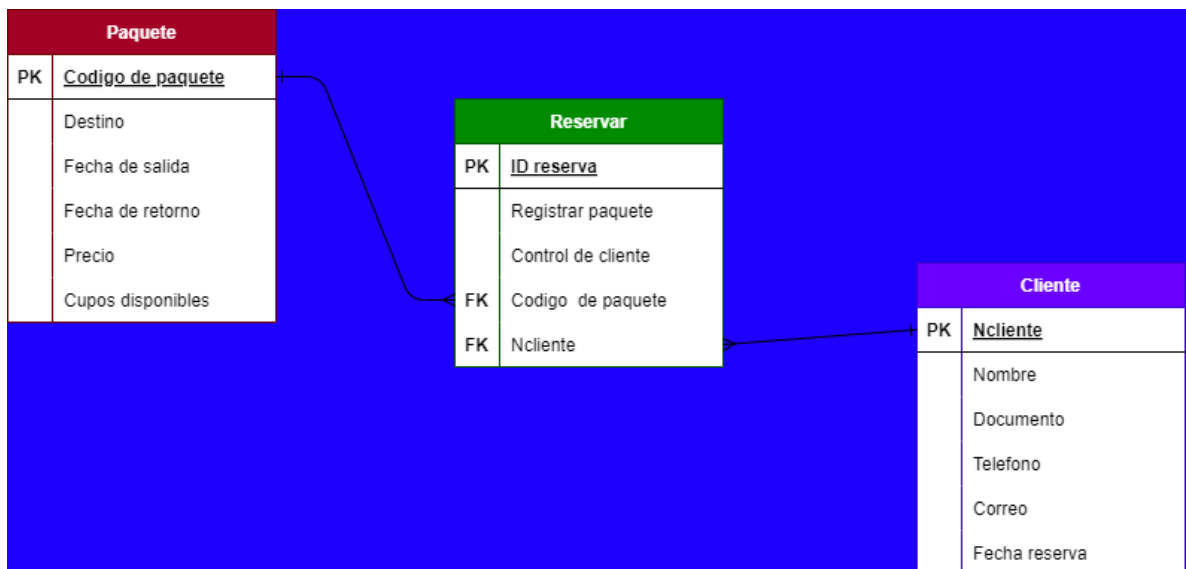 Paquete
PK Codigo de paquete
Destino
Fecha de salida
Fecha de retorno
Precio
Cupos disponibles
Reservar
PK ID reserva
Registrar paquete
Control de cliente
FK Codigo de paquete
FK Ncliente
Cliente
PK Ncliente
Nombre
Documento
Telefono
Correo
Fecha reserva